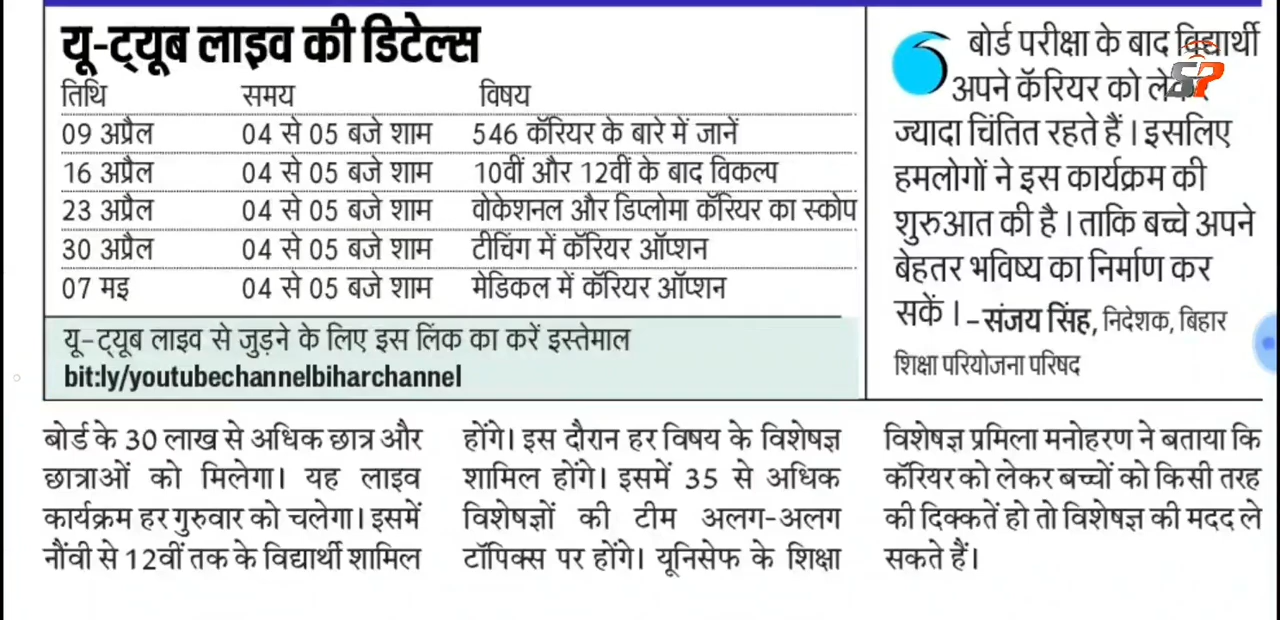 यू-ट्यूब लाइव की डिटेल्स
तिथि समय विषय
09 अप्रैल 04 से 05 बजे शाम 546 कॅरियर के बारे में जानें
16 अप्रैल 04 से 05 बजे शाम 10वीं और 12वीं के बाद विकल्प
23 अप्रैल 04 से 05 बजे शाम वोकेशनल और डिप्लोमा कॅरियर का स्कोप
30 अप्रैल 04 से 05 बजे शाम टीचिंग में कॅरियर ऑप्शन
07 मइ 04 से 05 बजे शाम मेडिकल में कॅरियर ऑप्शन
यू-ट्यूब लाइव से जुड़ने के लिए इस लिंक का करें इस्तेमाल
bit:ly/youtubechannelbiharchannel
बोर्ड परीक्षा के बाद विद्यार्थी
अपने कॅरियर को लेकर
ज्यादा चिंतित रहते हैं। इसलिए
हमलोगों ने इस कार्यक्रम की
शुरुआत की है। ताकि बच्चे अपने
बेहतर भविष्य का निर्माण कर
सकें। -संजय सिंह, निदेशक, बिहार
शिक्षा परियोजना परिषद
SP
बोर्ड के 30 लाख से अधिक छात्र और
छात्राओं को मिलेगा। यह लाइव
कार्यक्रम हर गुरुवार को चलेगा। इसमें
नौंवी से 12वीं तक के विद्यार्थी शामिल
होंगे। इस दौरान हर विषय के विशेषज्ञ
शामिल होंगे। इसमें 35 से अधिक
विशेषज्ञों की टीम अलग-अलग
टॉपिक्स पर होंगे। यूनिसेफ के शिक्षा
विशेषज्ञ प्रमिला मनोहरण ने बताया कि
कॅरियर को लेकर बच्चों को किसी तरह
की दिक्कतें हो तो विशेषज्ञ की मदद ले
सकते हैं।